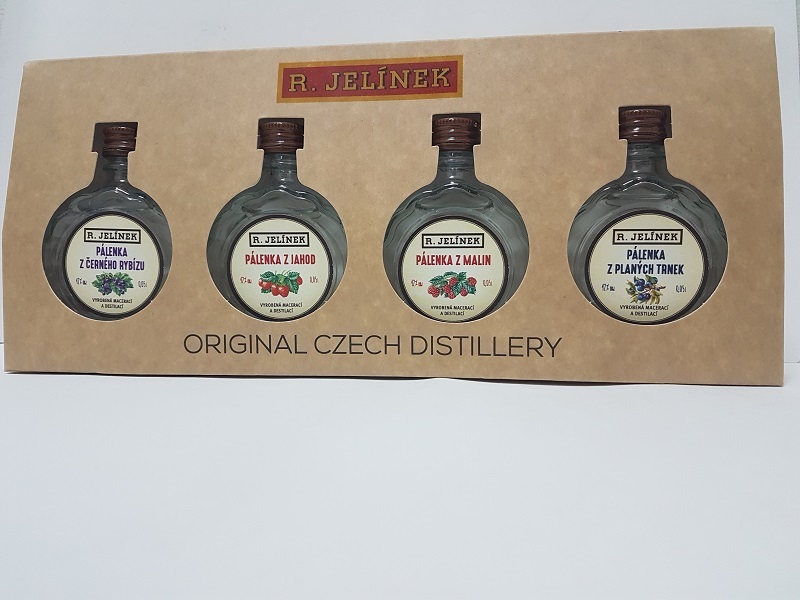 R. JELÍNEK
R. JELÍNEK
PÁLENKA
Z ČERNÉHO RYBÍZU
VYROBENÁ MACERACÍ
A DESTILACÍ
R. JELÍNEK
PÁLENKA Z JAHOD
VYROBENÁ MACERACÍ
A DESTILACÍ
R. JELÍNEK
PÁLENKA Z MALIN
VYROBENÁ MACERACÍ
A DESTILACÍ
R. JELÍNEK
PÁLENKA
Z PLANÝCH TRNEK
VYROBENÁ MACERACÍ
A DESTILACÍ
ORIGINAL CZECH DISTILLERY